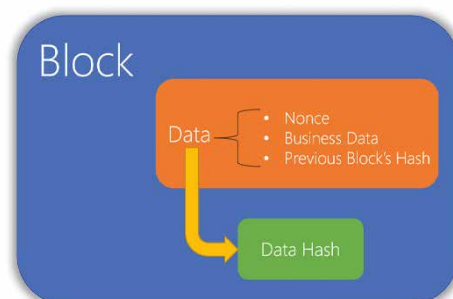 Block
Data
• Nonce
• Business Data
• Previous Block's Hash
Data Hash